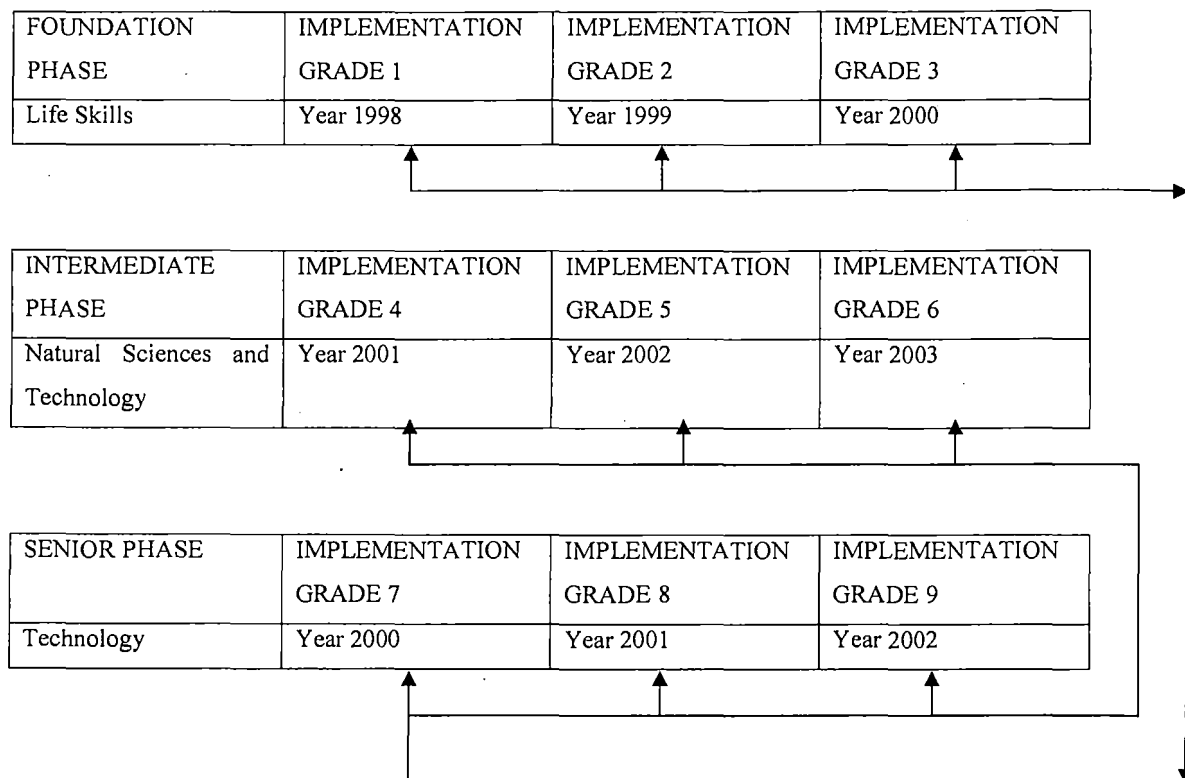 FOUNDATION PHASE
IMPLEMENTATION GRADE 1
IMPLEMENTATION GRADE 2
IMPLEMENTATION GRADE 3
Life Skills
Year 1998
Year 1999
Year 2000
INTERMEDIATE PHASE
IMPLEMENTATION GRADE 4
IMPLEMENTATION GRADE 5
IMPLEMENTATION GRADE 6
Natural Sciences and Technology
Year 2001
Year 2002
Year 2003
SENIOR PHASE
IMPLEMENTATION GRADE 7
IMPLEMENTATION GRADE 8
IMPLEMENTATION GRADE 9
Technology
Year 2000
Year 2001
Year 2002